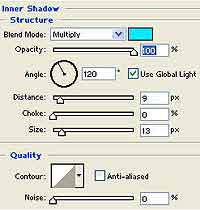 Inner Shadow
Structure
Blend Mode: Multiply
Opacity: 100 %
Angle: 120 ° Use Global Light
Distance: 9 px
Choke: 0 %
Size: 13 px
Quality
Contour: Anti-aliased
Noise: 0 %